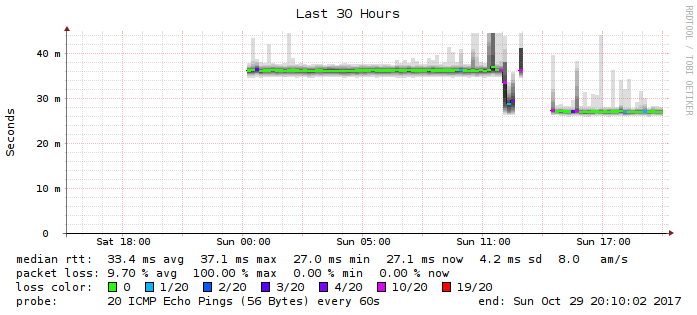 Last 30 Hours
RRDTOOL / TOBI OETIKER
Seconds
40 m
30 m
20 m
10 m
0
Sat 18:00 Sun 00:00 Sun 05:00 Sun 11:00 Sun 17:00
median rtt: 33.4 ms avg 37.1 ms max 27.0 ms min 27.1 ms now 4.2 ms sd 8.0 am/s
packet loss: 9.70 % avg 100.00 % max 0.00 % min 0.00 % now
loss color: 0 1/20 2/20 3/20 4/20 10/20 19/20
probe: 20 ICMP Echo Pings (56 Bytes) every 60s end: Sun Oct 29 20:10:02 2017